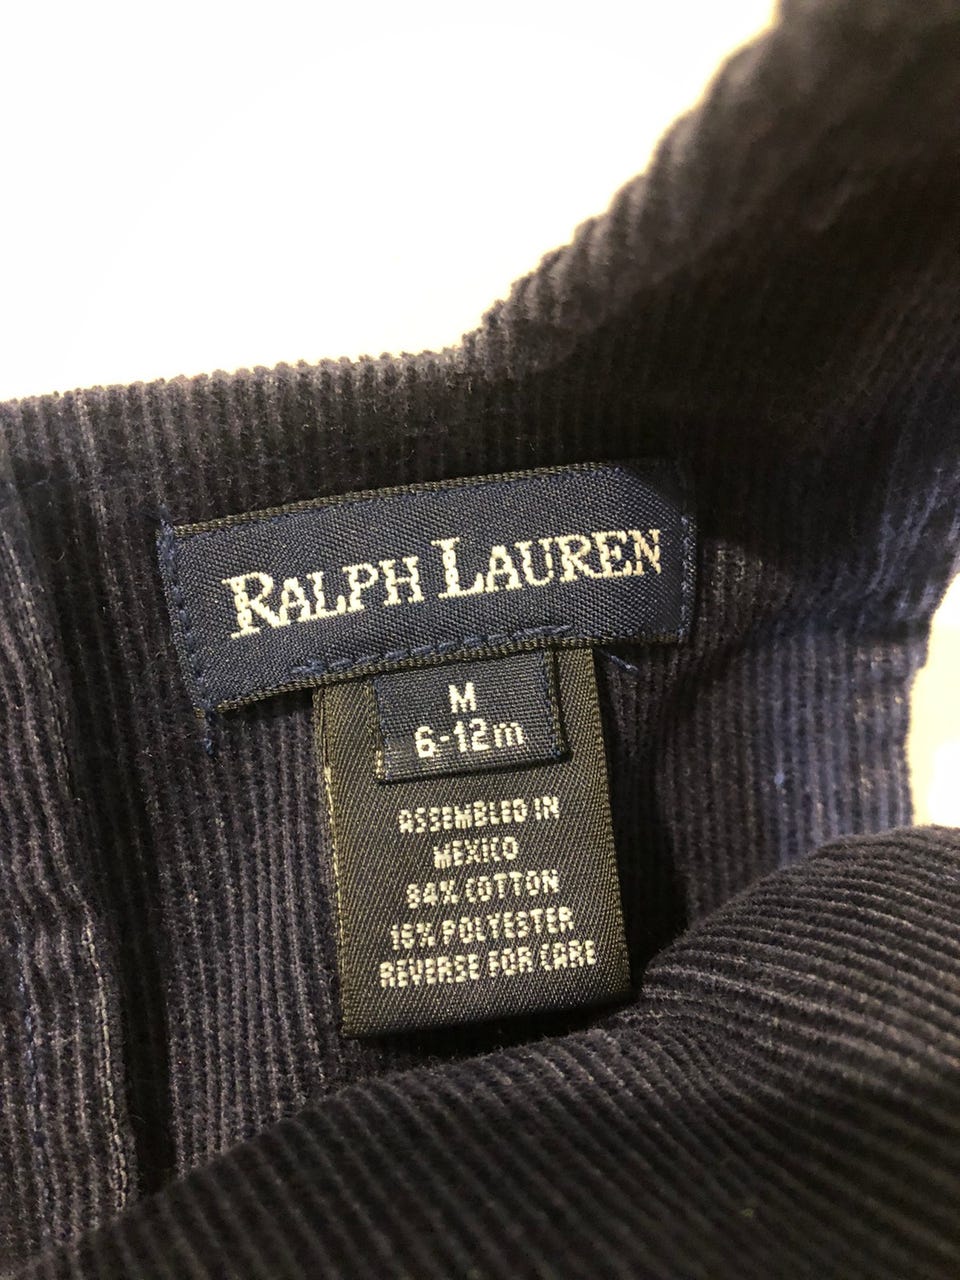 RALPH LAUREN
M
6-12m
ASSEMBLED IN
MEXICO
84% COTTON
16% POLYESTER
REVERSE FOR CARE